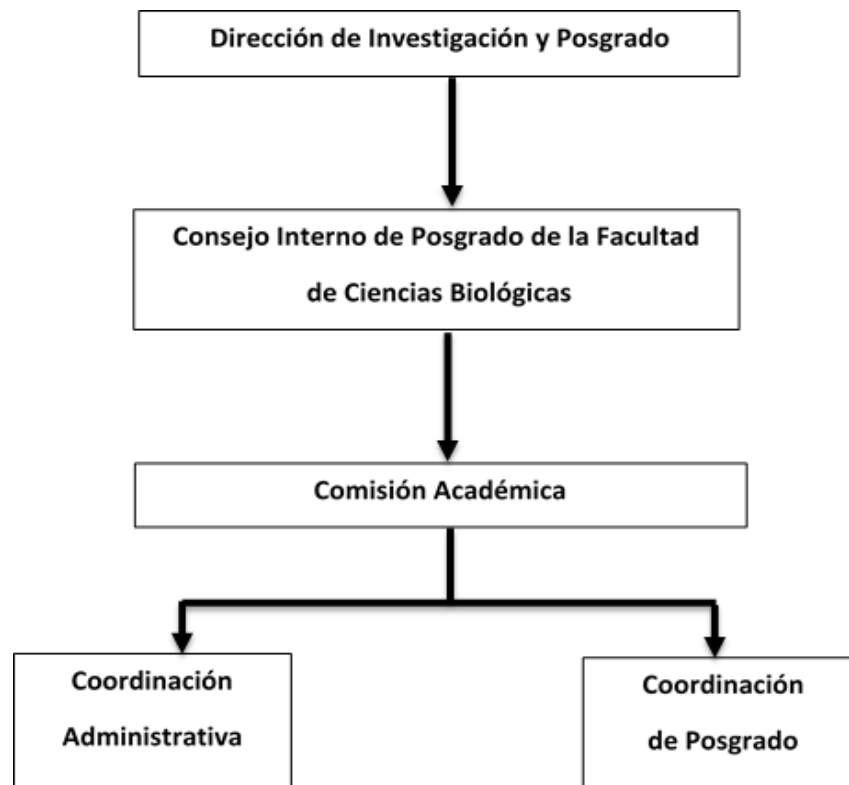 Dirección de Investigación y Posgrado
Consejo Interno de Posgrado de la Facultad
de Ciencias Biológicas
Comisión Académica
Coordinación
Administrativa
Coordinación
de Posgrado